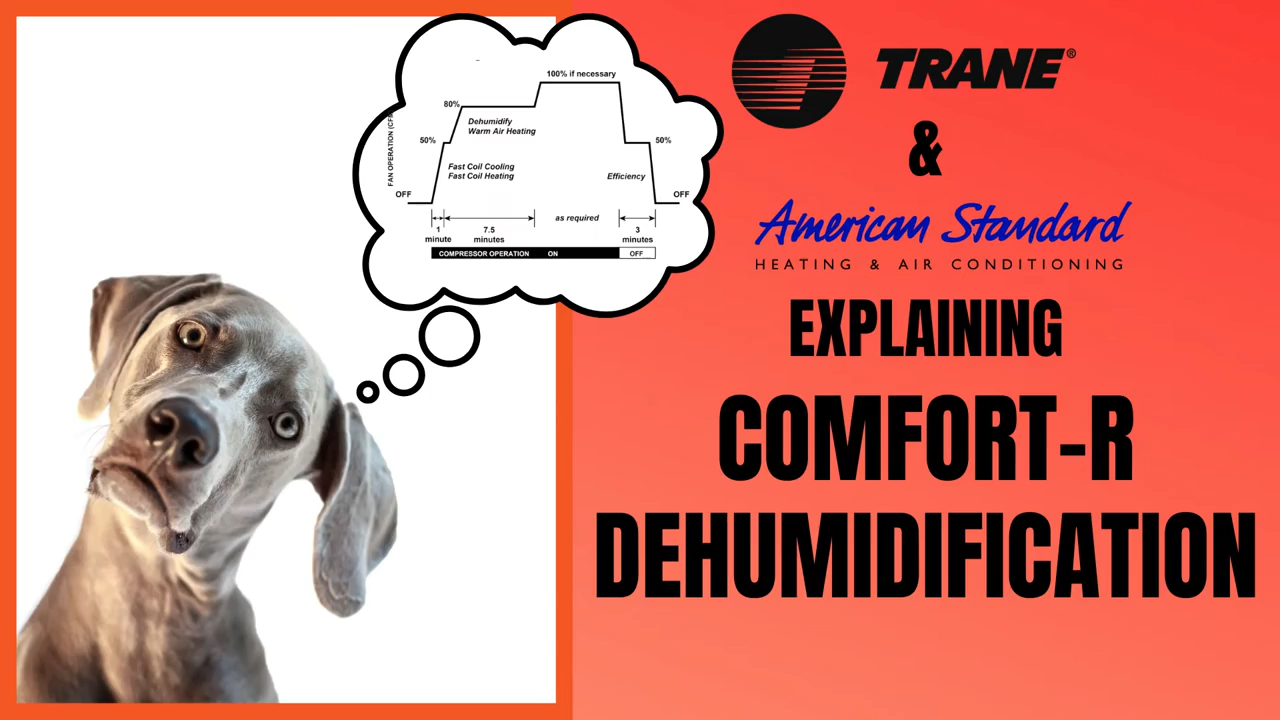 100% if necessary
80%
Dehumidify
Warm Air Heating
FAN OPERATION
50%
50%
Fast Coil Cooling
Fast Coil Heating
Efficiency
OFF
OFF
1
minute
7.5
minutes
as required
3
minutes
COMPRESSOR OPERATION ON OFF
TRANE®
&
American Standard
HEATING & AIR CONDITIONING
EXPLAINING
COMFORT-R
DEHUMIDIFICATION